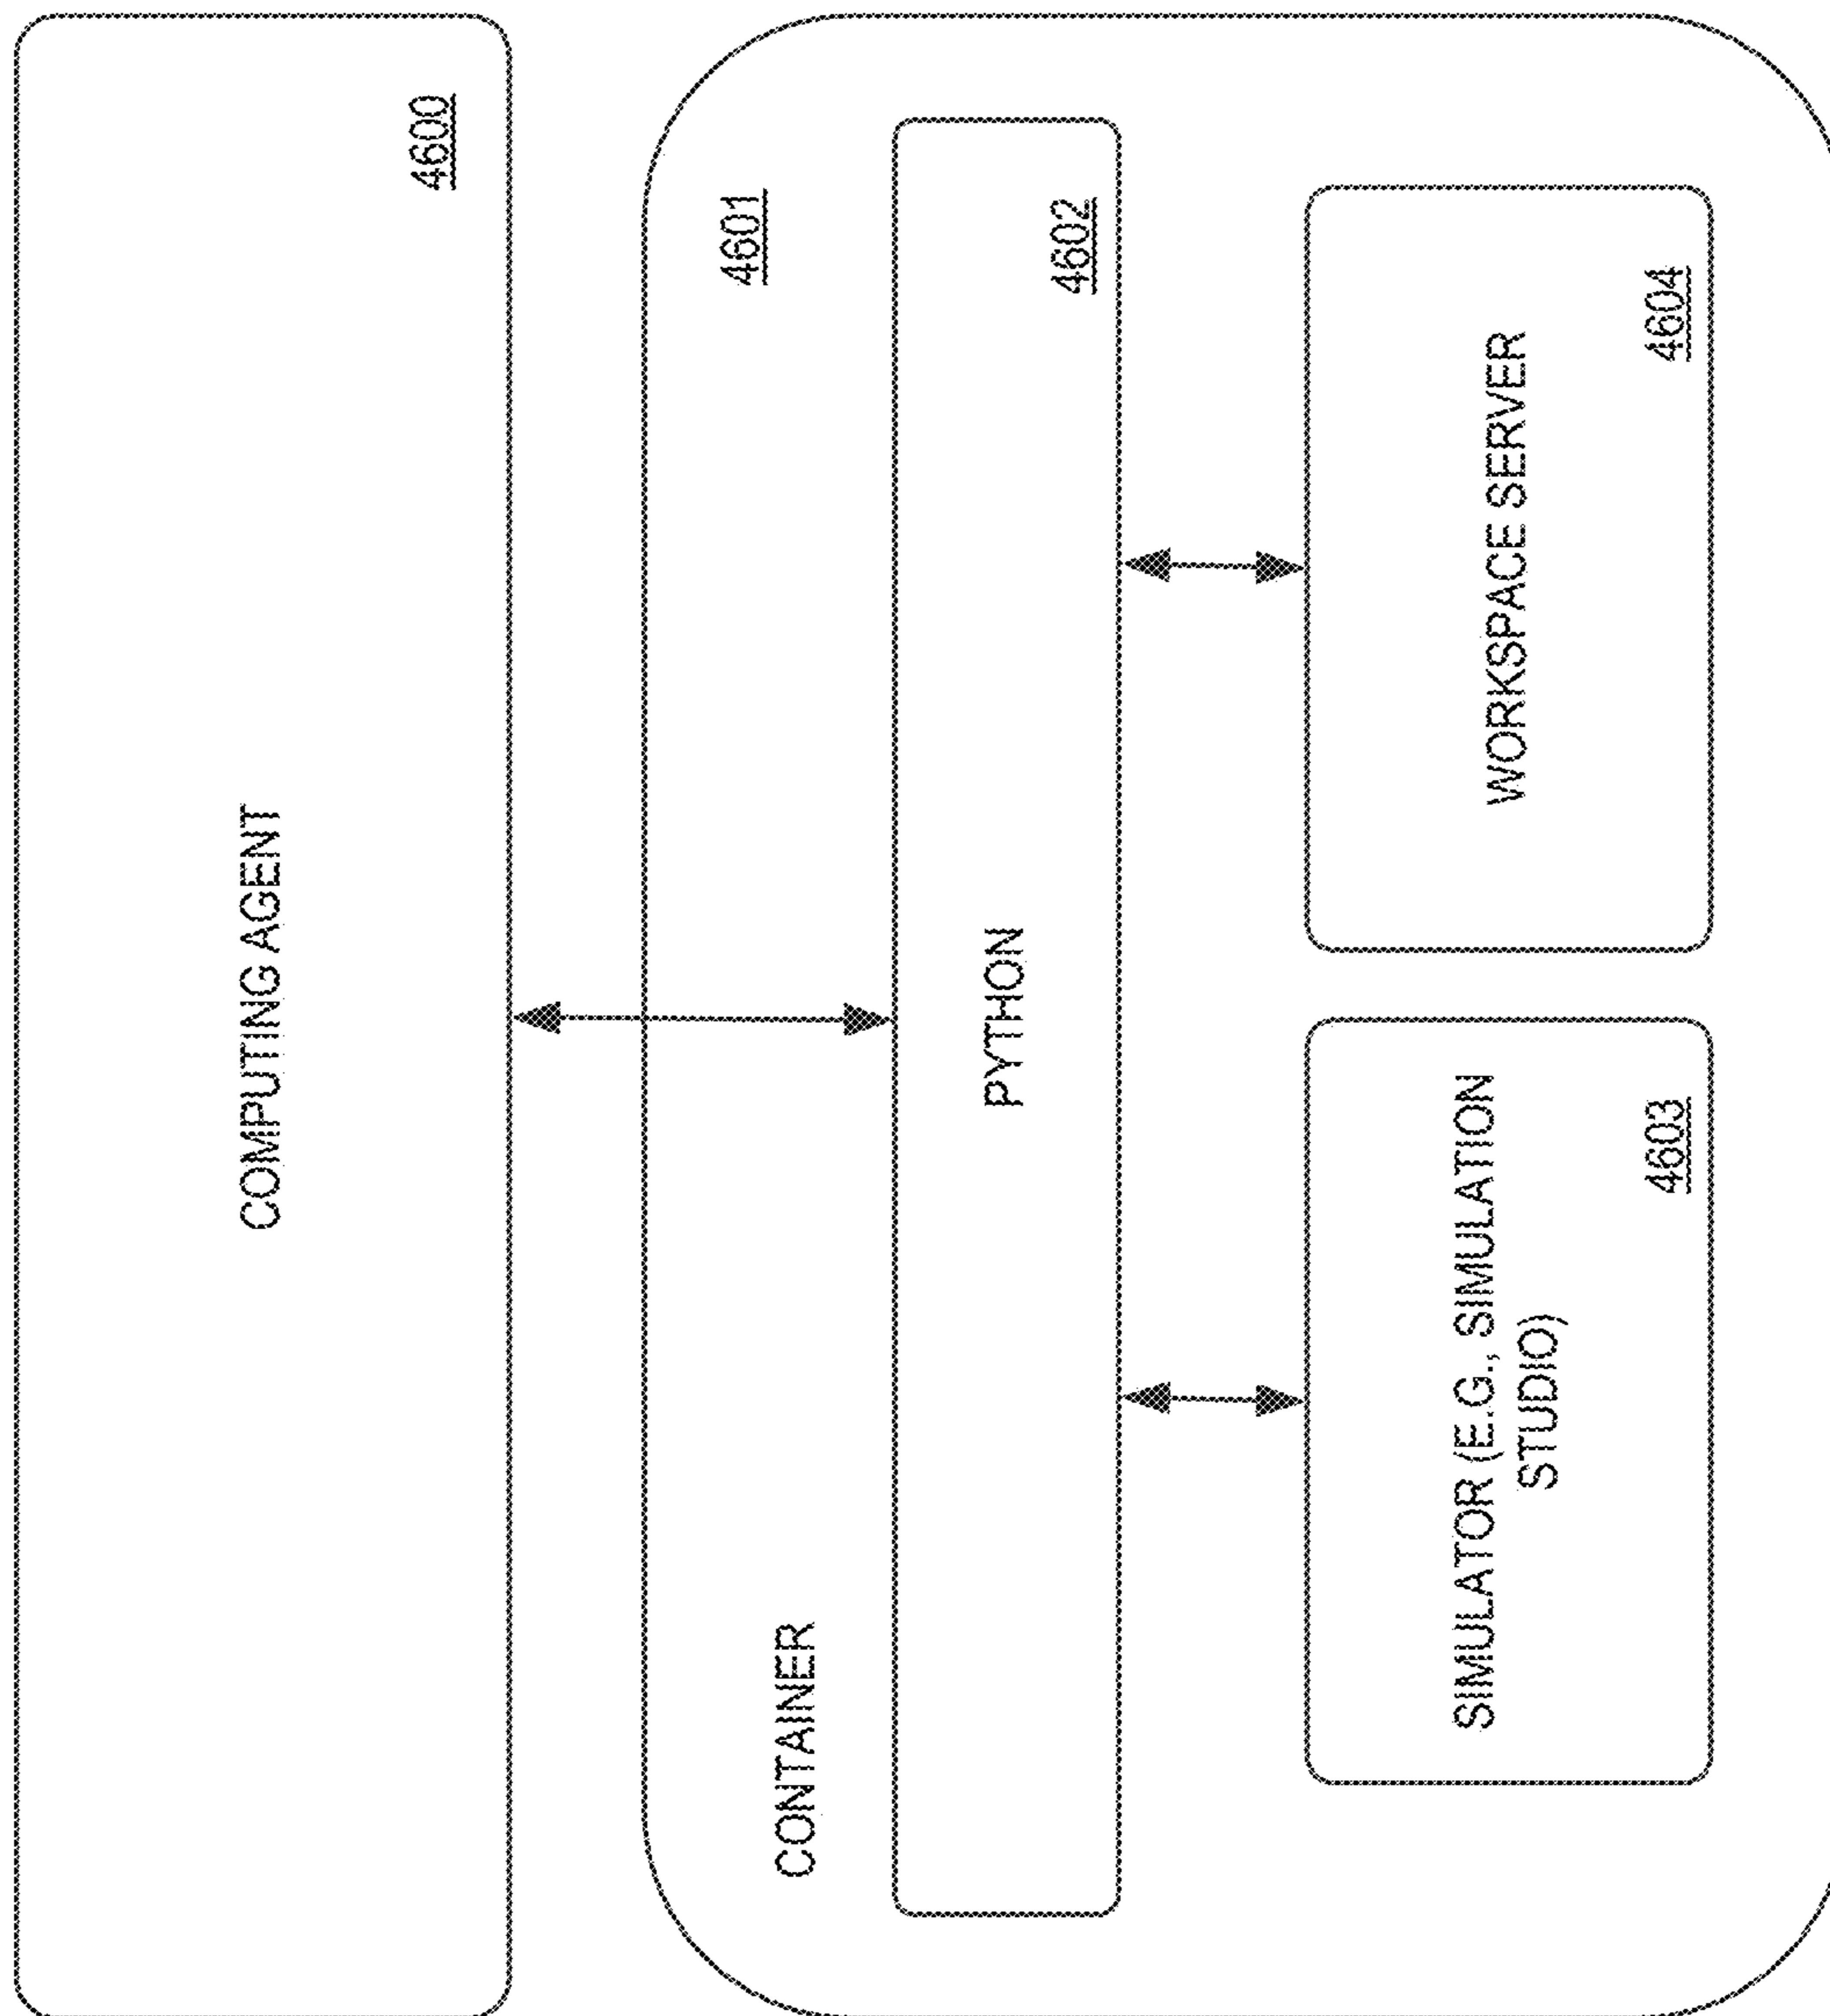 COMPUTING AGENT
4600
CONTAINER
4601
PYTHON
4602
SIMULATOR (E.G., SIMULATION
STUDIO)
4603
WORKSPACE SERVER
4604